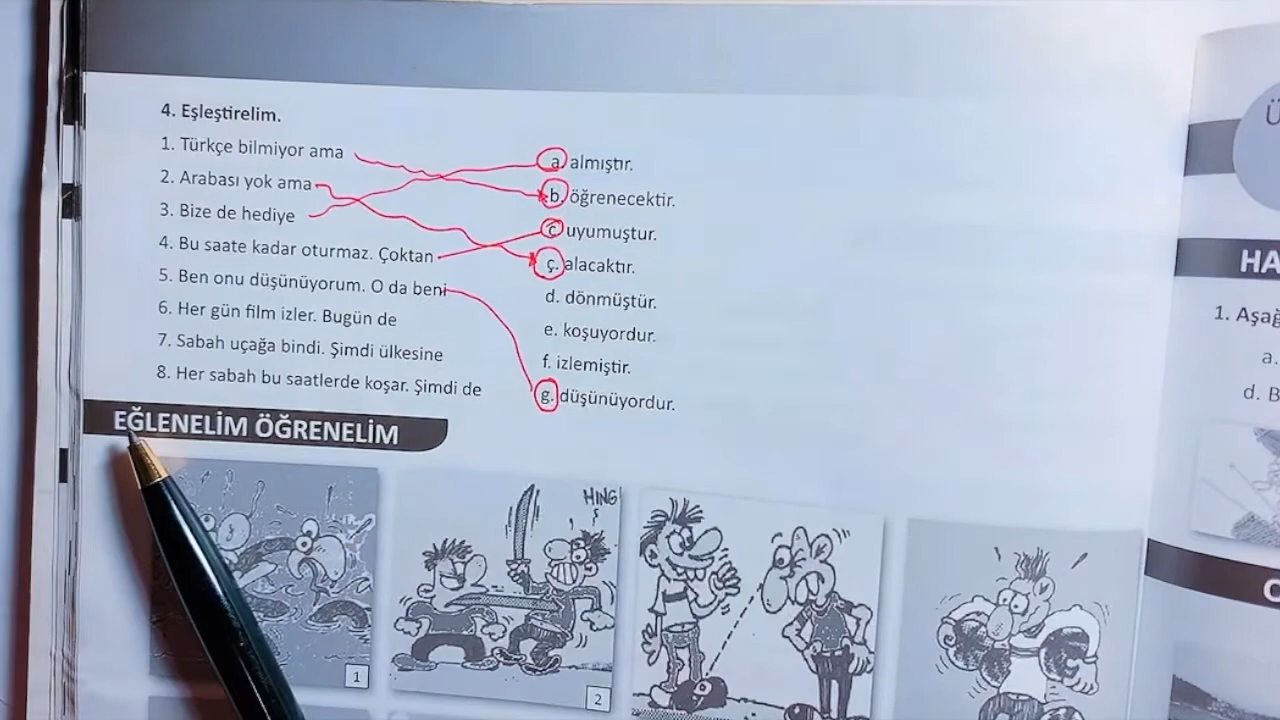 4. Eşleştirelim.
1. Türkçe bilmiyor ama
2. Arabası yok ama
3. Bize de hediye
4. Bu saate kadar oturmaz. Çoktan
5. Ben onu düşünüyorum. O da beni
6. Her gün film izler. Bugün de
7. Sabah uçağa bindi. Şimdi ülkesine
8. Her sabah bu saatlerde koşar. Şimdi de
a. almıştır.
b. öğrenecektir.
c. uyumuştur.
ç. alacaktır.
d. dönmüştür.
e. koşuyordur.
f. izlemiştir.
g. düşünüyordur.
EĞLENELİM ÖĞRENELİM
HING
1
2
Ü
HA
1. Aşağ
a.
d. B